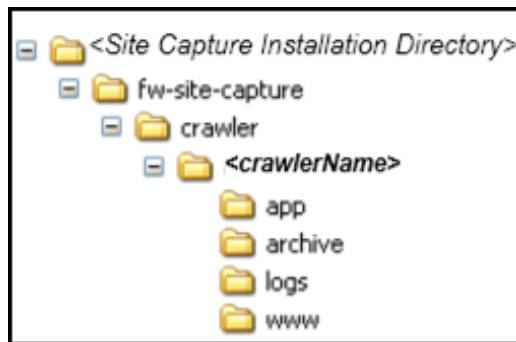 <Site Capture Installation Directory>
fw-site-capture
crawler
<crawlerName>
app
archive
logs
www